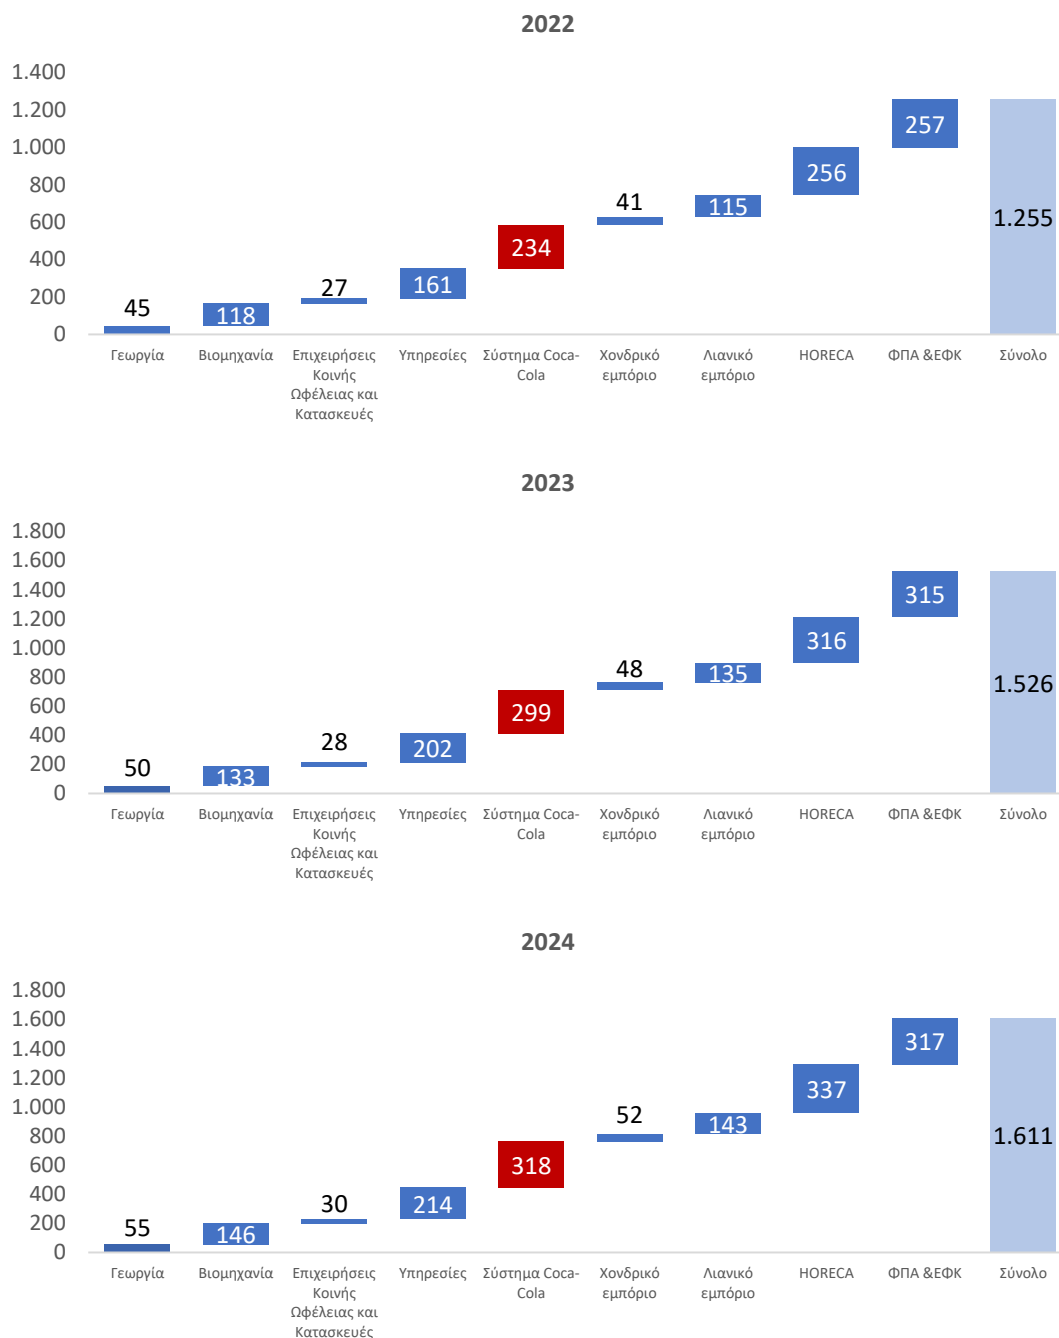 2022
1.400
1.200
1.000
800
600
400
200
0
45
118
27
161
234
41
115
256
257
1.255
Γεωργία
Βιομηχανία
Επιχειρήσεις
Κοινής
Ωφέλειας και
Κατασκευές
Υπηρεσίες
Σύστημα Coca-
Cola
Χονδρικό
εμπόριο
Λιανικό
εμπόριο
HORECA
ΦΠΑ &ΕΦΚ
Σύνολο
2023
1.800
1.600
1.400
1.200
1.000
800
600
400
200
0
50
133
28
202
299
48
135
316
315
1.526
Γεωργία
Βιομηχανία
Επιχειρήσεις
Κοινής
Ωφέλειας και
Κατασκευές
Υπηρεσίες
Σύστημα Coca-
Cola
Χονδρικό
εμπόριο
Λιανικό
εμπόριο
HORECA
ΦΠΑ &ΕΦΚ
Σύνολο
2024
1.800
1.600
1.400
1.200
1.000
800
600
400
200
0
55
146
30
214
318
52
143
337
317
1.611
Γεωργία
Βιομηχανία
Επιχειρήσεις
Κοινής
Ωφέλειας και
Κατασκευές
Υπηρεσίες
Σύστημα Coca-
Cola
Χονδρικό
εμπόριο
Λιανικό
εμπόριο
HORECA
ΦΠΑ &ΕΦΚ
Σύνολο